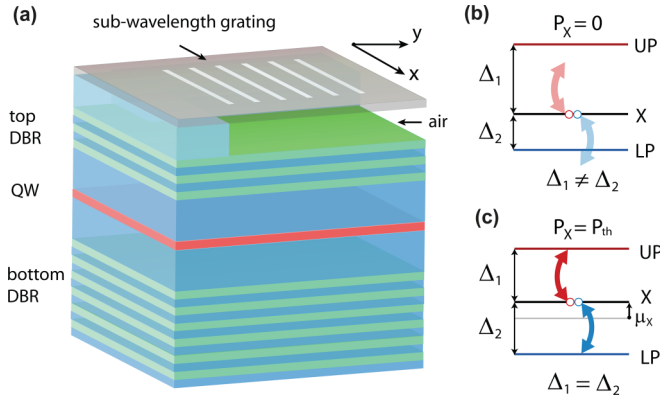 (a)
sub-wavelength grating
y
x
top
DBR
air
QW
bottom
DBR
(b)
P_X = 0
UP
Δ₁
X
Δ₂
LP
Δ₁ ≠ Δ₂
(c)
P_X = P_th
UP
Δ₁
X
μ_X
Δ₂
LP
Δ₁ = Δ₂